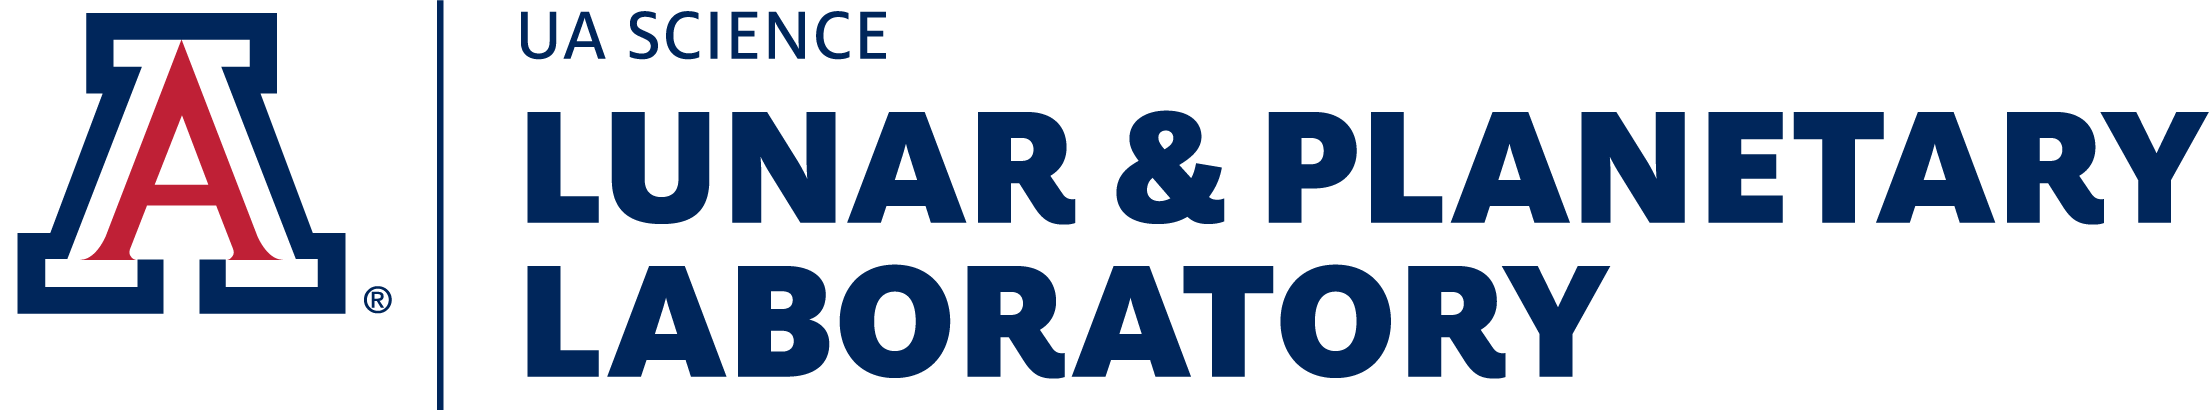 A®
UA SCIENCE
LUNAR & PLANETARY
LABORATORY